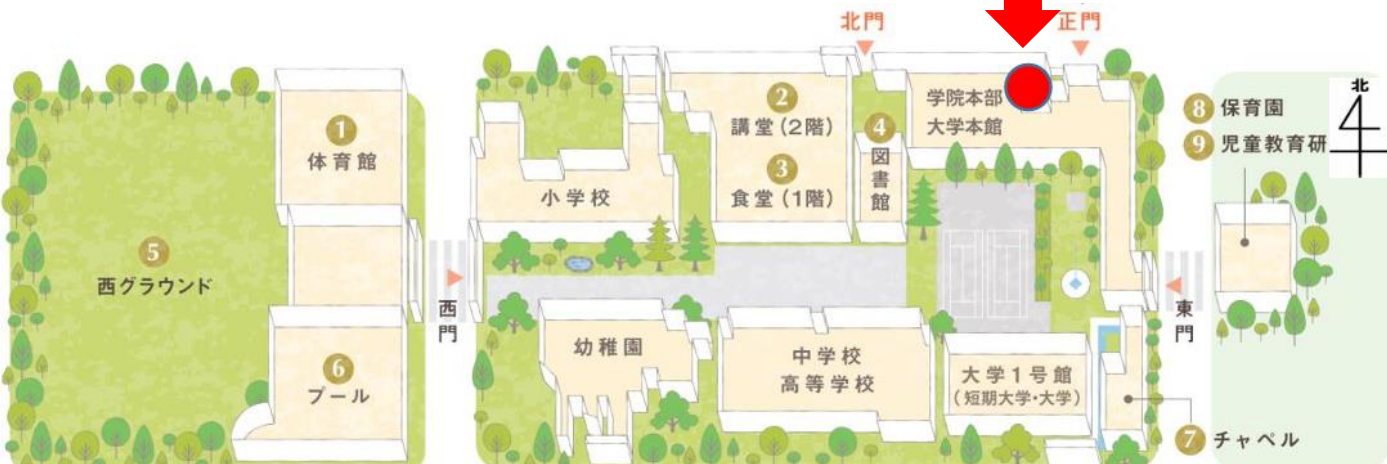 北門
正門
学院本部
大学本館
北
8 保育園
9 児童教育研
1
体育館
2
講堂(2階)
3
食堂(1階)
4
図書館
小学校
5
西グラウンド
西門
東門
6
プール
幼稚園
中学校
高等学校
大学1号館
(短期大学・大学)
7 チャペル